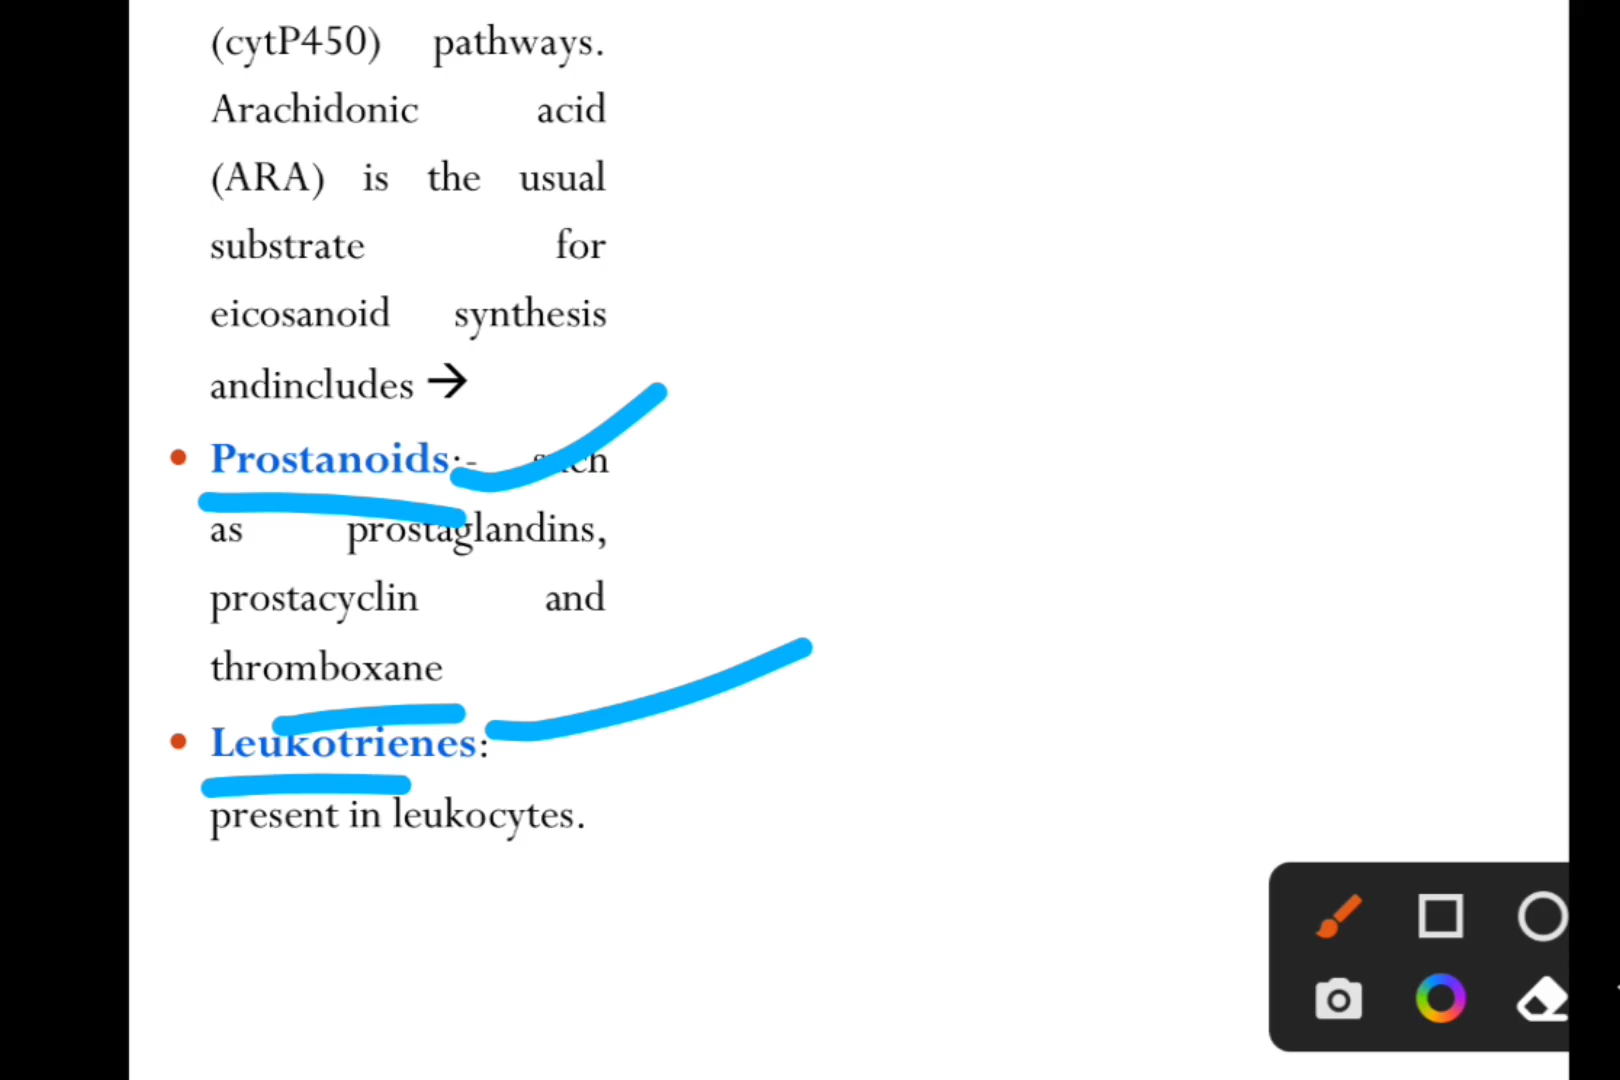 (cytP450) pathways.
Arachidonic acid
(ARA) is the usual
substrate for
eicosanoid synthesis
andincludes →
• Prostanoids:- such
as prostaglandins,
prostacyclin and
thromboxane
• Leukotrienes:
present in leukocytes.